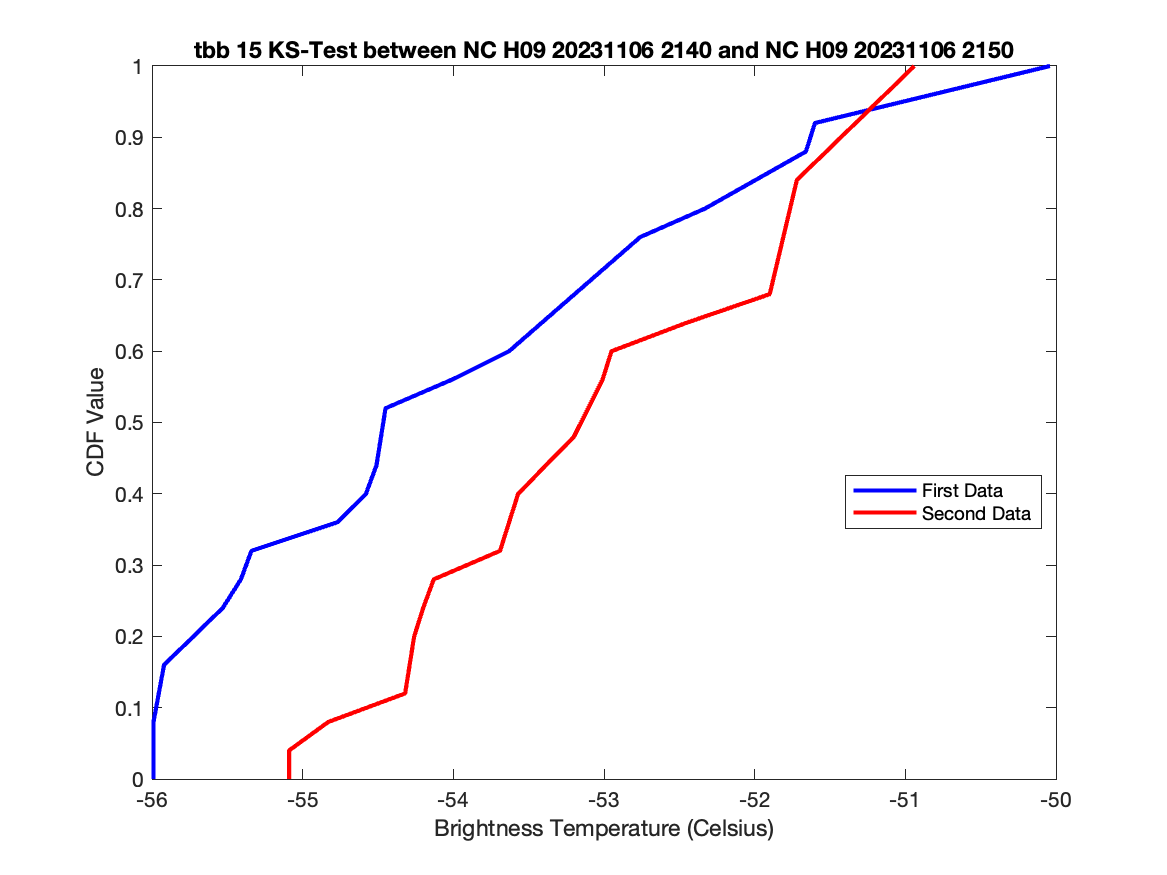 tbb 15 KS-Test between NC H09 20231106 2140 and NC H09 20231106 2150
1
0.9
0.8
0.7
0.6
0.5
0.4
0.3
0.2
0.1
0
CDF Value
First Data
Second Data
-56 -55 -54 -53 -52 -51 -50
Brightness Temperature (Celsius)